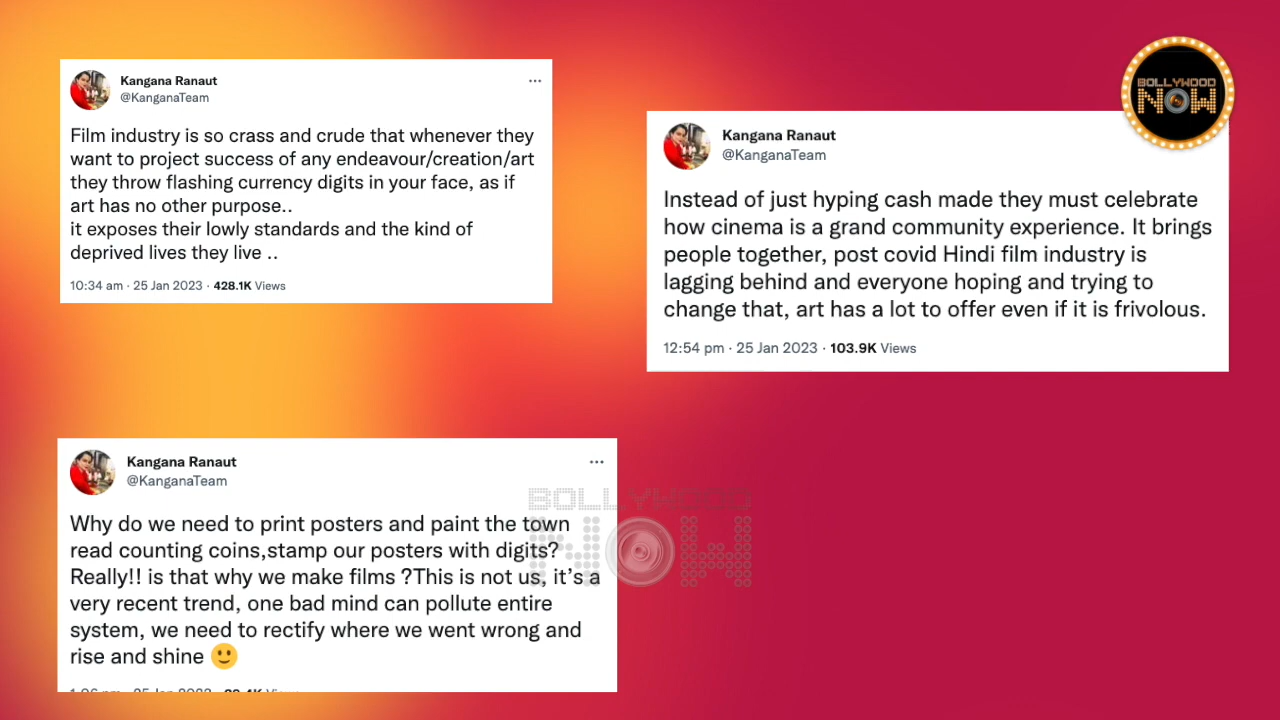 Kangana Ranaut
@KanganaTeam
Film industry is so crass and crude that whenever they
want to project success of any endeavour/creation/art
they throw flashing currency digits in your face, as if
art has no other purpose..
it exposes their lowly standards and the kind of
deprived lives they live ..
10:34 am · 25 Jan 2023 · 428.1K Views
BOLLYWOOD
NOW
Kangana Ranaut
@KanganaTeam
Instead of just hyping cash made they must celebrate
how cinema is a grand community experience. It brings
people together, post covid Hindi film industry is
lagging behind and everyone hoping and trying to
change that, art has a lot to offer even if it is frivolous.
12:54 pm · 25 Jan 2023 · 103.9K Views
Kangana Ranaut
@KanganaTeam
Why do we need to print posters and paint the town
read counting coins,stamp our posters with digits?
Really!! is that why we make films ?This is not us, it's a
very recent trend, one bad mind can pollute entire
system, we need to rectify where we went wrong and
rise and shine 🙂
25 Jan 2023
BOLLYWOOD
NOW